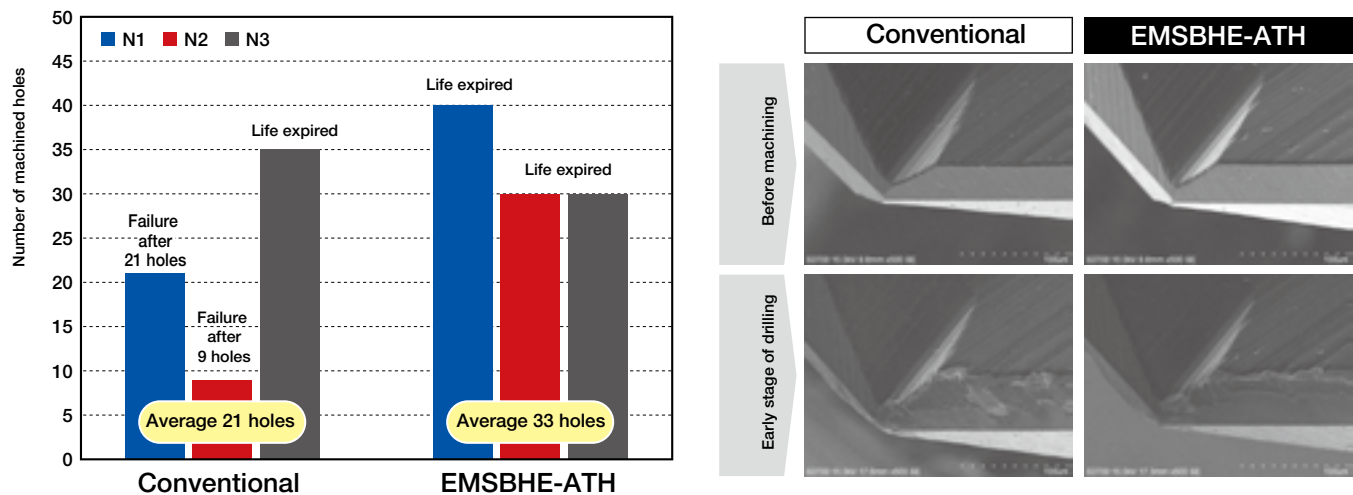 50
45
40
35
30
25
20
15
10
5
0
Number of machined holes
N1 N2 N3
Failure
after
21 holes
Failure
after
9 holes
Life expired
Average 21 holes
Conventional
Life expired
Life expired
Average 33 holes
EMSBHE-ATH
Conventional
EMSBHE-ATH
Before machining
Early stage of drilling